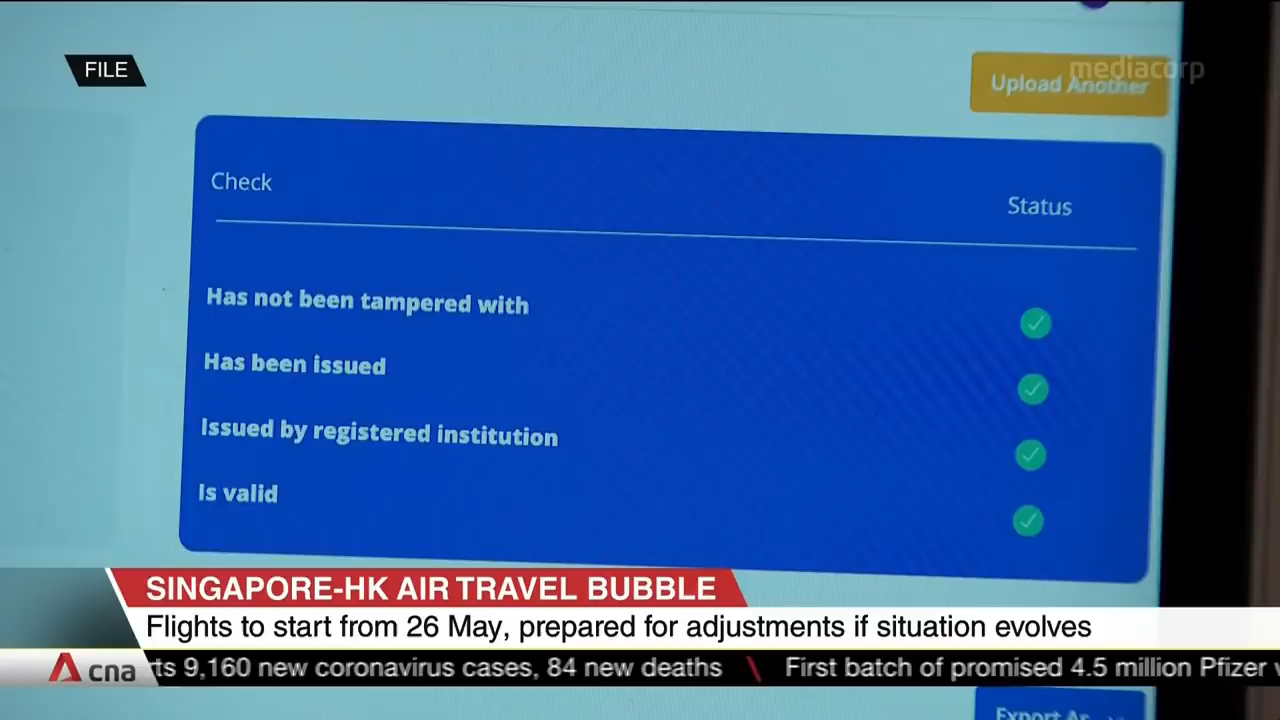 FILE
mediacorp
Upload Another
Check
Status
Has not been tampered with
Has been issued
Issued by registered institution
Is valid
SINGAPORE-HK AIR TRAVEL BUBBLE
Flights to start from 26 May, prepared for adjustments if situation evolves
cna
9,160 new coronavirus cases, 84 new deaths \ First batch of promised 4.5 million Pfizer
Export As